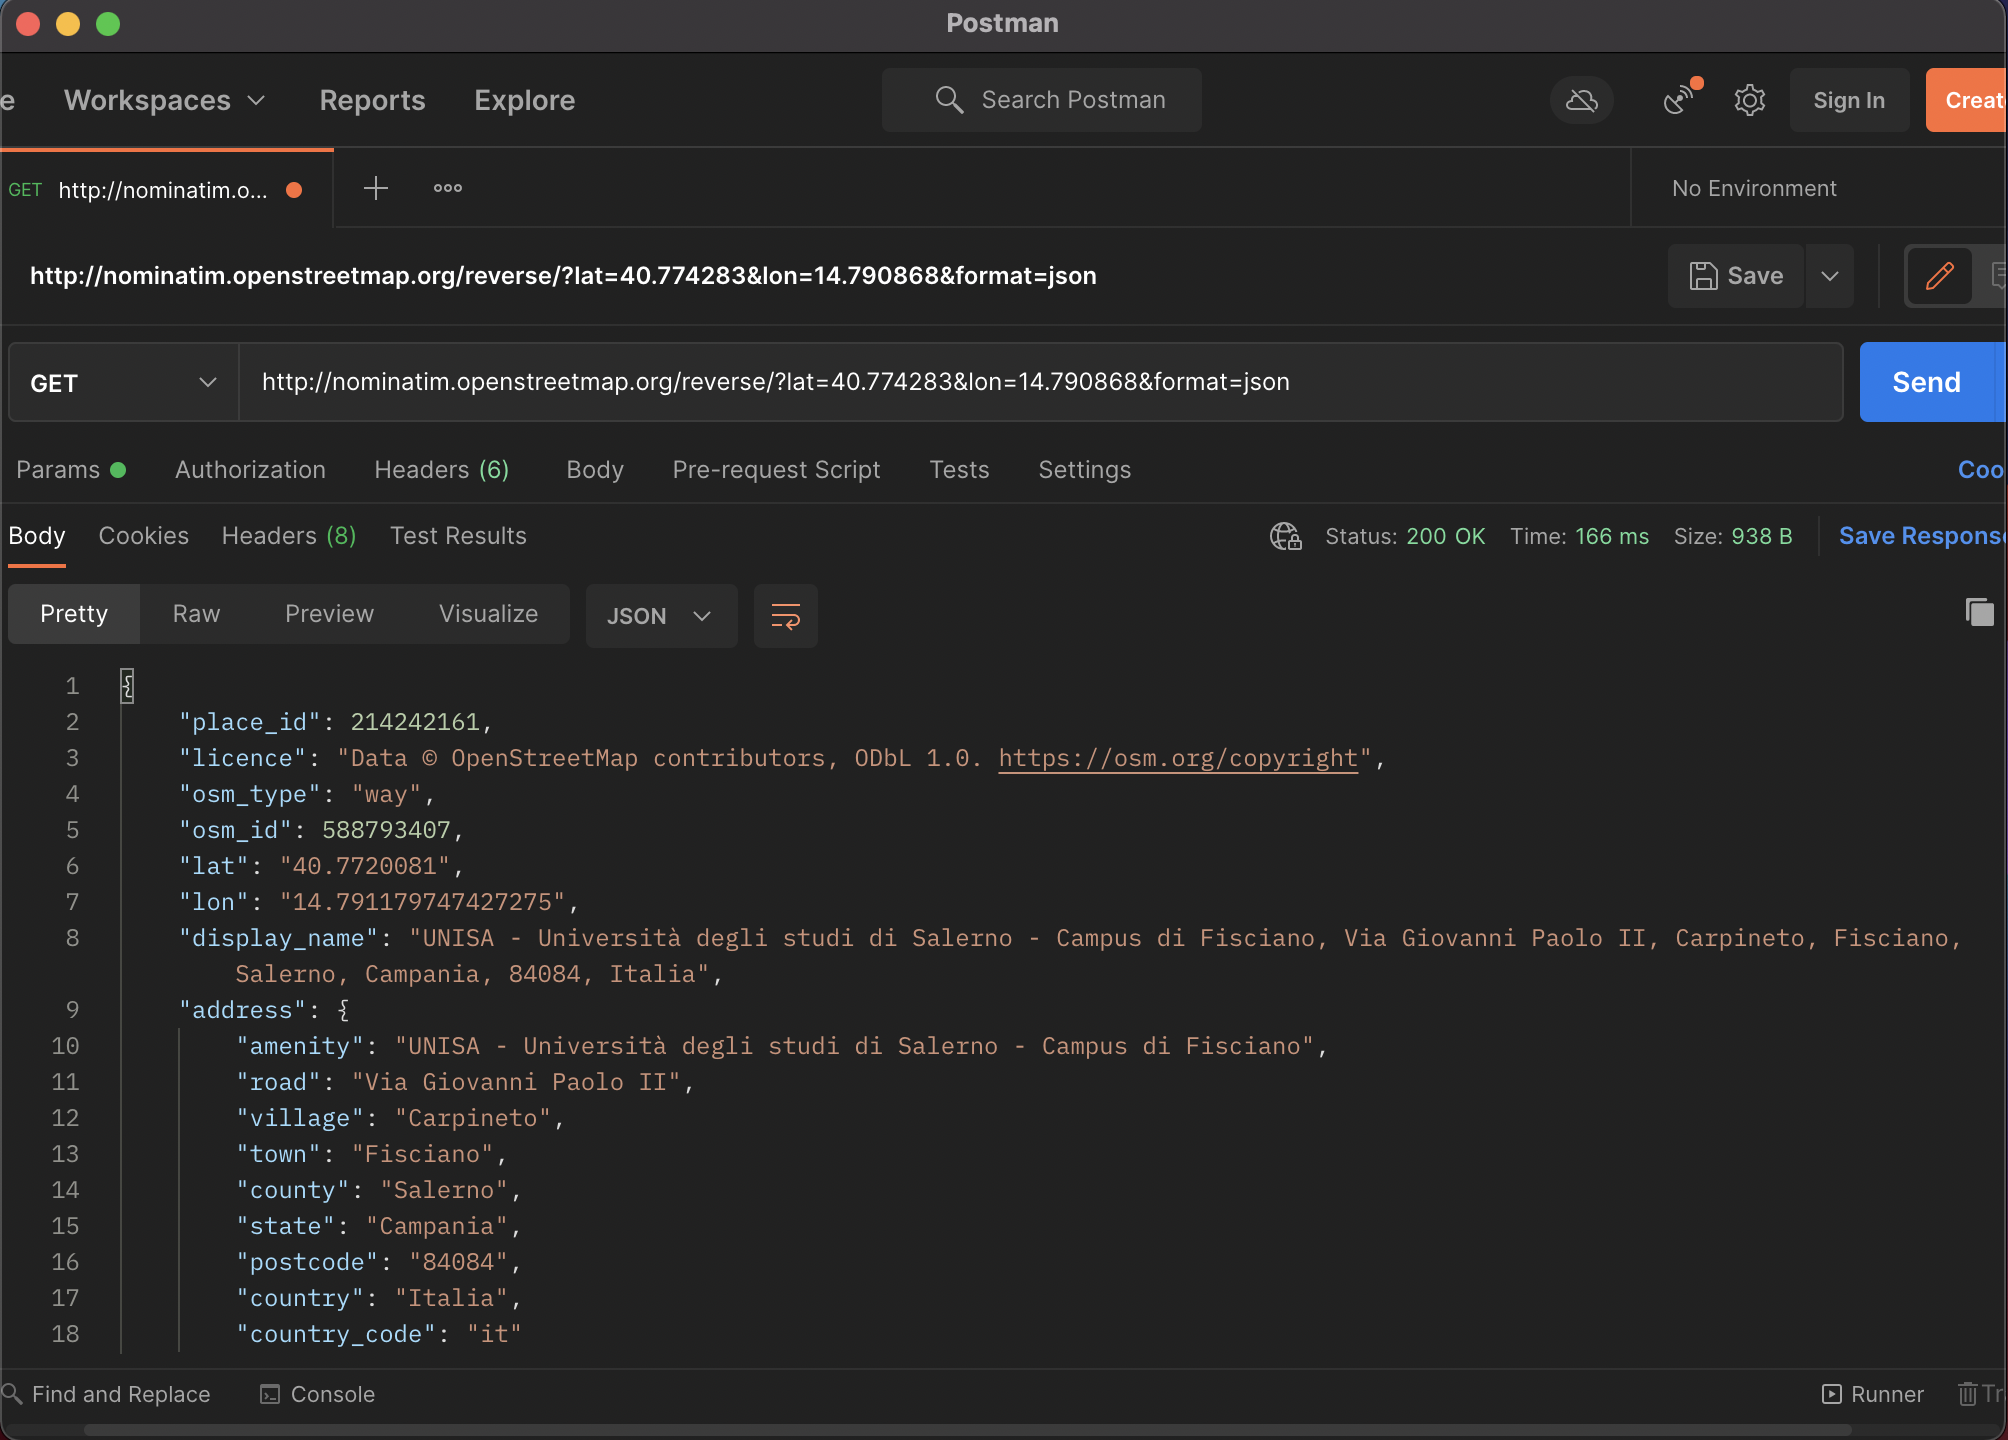 Postman
e Workspaces Reports Explore Search Postman Sign In Creat
GET http://nominatim.o... No Environment
http://nominatim.openstreetmap.org/reverse/?lat=40.774283&lon=14.790868&format=json Save
GET http://nominatim.openstreetmap.org/reverse/?lat=40.774283&lon=14.790868&format=json Send
Params Authorization Headers (6) Body Pre-request Script Tests Settings Coo
Body Cookies Headers (8) Test Results Status: 200 OK Time: 166 ms Size: 938 B Save Respons
Pretty Raw Preview Visualize JSON
1 {
2 "place_id": 214242161,
3 "licence": "Data © OpenStreetMap contributors, ODbL 1.0. https://osm.org/copyright",
4 "osm_type": "way",
5 "osm_id": 588793407,
6 "lat": "40.7720081",
7 "lon": "14.791179747427275",
8 "display_name": "UNISA - Università degli studi di Salerno - Campus di Fisciano, Via Giovanni Paolo II, Carpineto, Fisciano,
Salerno, Campania, 84084, Italia",
9 "address": {
10 "amenity": "UNISA - Università degli studi di Salerno - Campus di Fisciano",
11 "road": "Via Giovanni Paolo II",
12 "village": "Carpineto",
13 "town": "Fisciano",
14 "county": "Salerno",
15 "state": "Campania",
16 "postcode": "84084",
17 "country": "Italia",
18 "country_code": "it"
Find and Replace Console Runner Tr